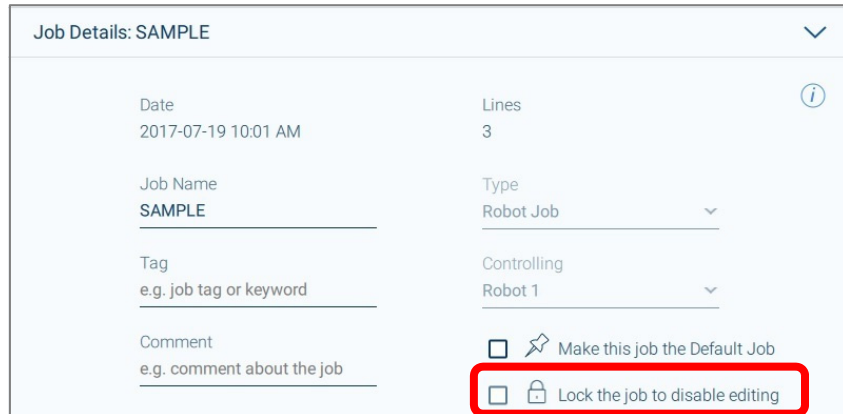 Job Details: SAMPLE
Date
2017-07-19 10:01 AM
Lines
3
Job Name
SAMPLE
Type
Robot Job
Tag
e.g. job tag or keyword
Controlling
Robot 1
Comment
e.g. comment about the job
Make this job the Default Job
Lock the job to disable editing